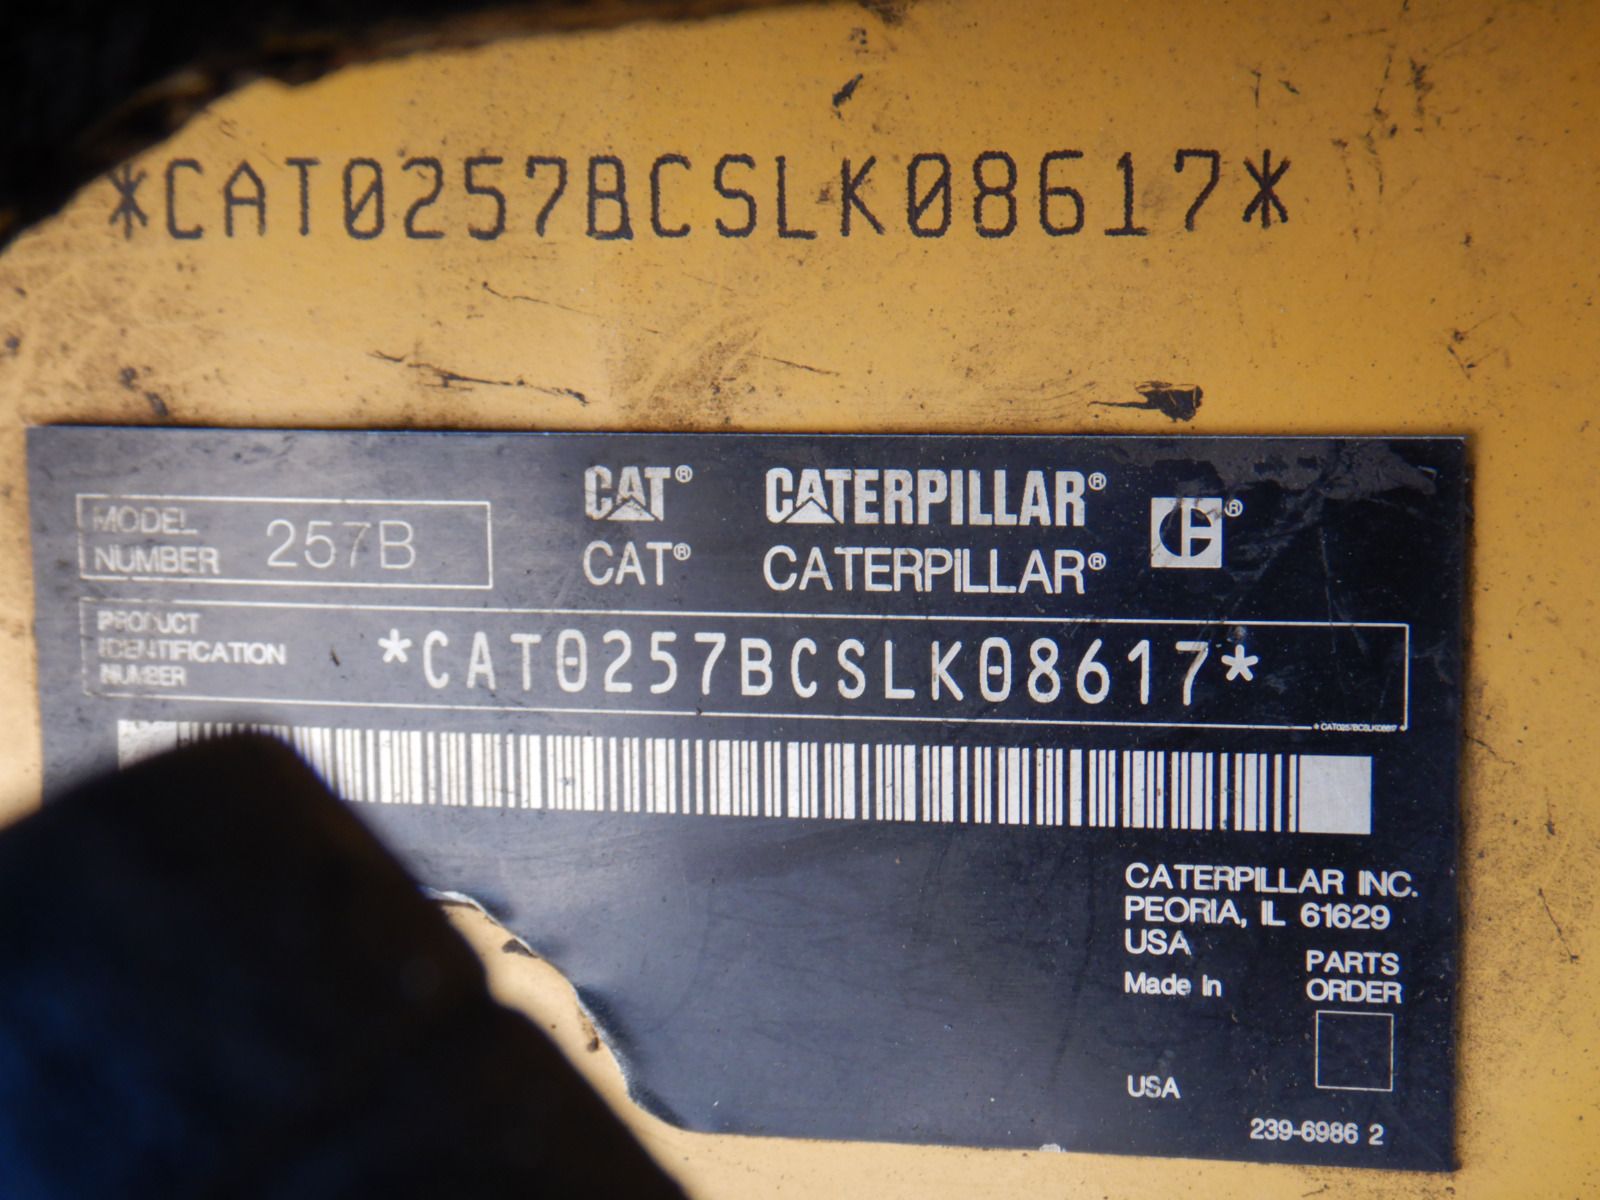 *CAT0257BCSLK08617*
CAT® CATERPILLAR®
MODEL
NUMBER 257B
CAT® CATERPILLAR®
PRODUCT
IDENTIFICATION
NUMBER
*CAT0257BCSLK08617*
*CAT0257BCSLK08617*
CATERPILLAR INC.
PEORIA, IL 61629
USA
Made in
PARTS
ORDER
USA
239-6986 2